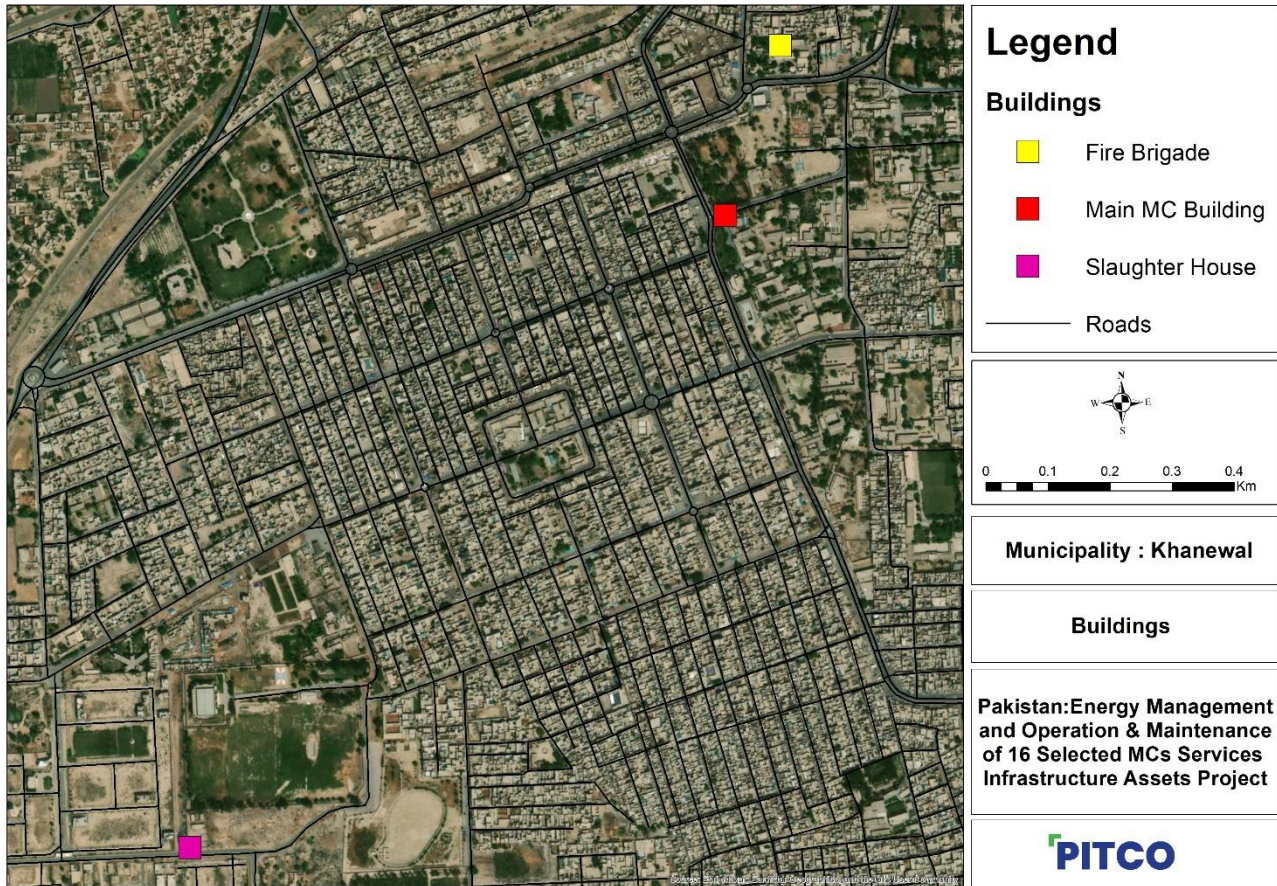 Legend
Buildings
Fire Brigade
Main MC Building
Slaughter House
Roads
N
W E
S
0 0.1 0.2 0.3 0.4
Km
Municipality : Khanewal
Buildings
Pakistan:Energy Management
and Operation & Maintenance
of 16 Selected MCs Services
Infrastructure Assets Project
PITCO